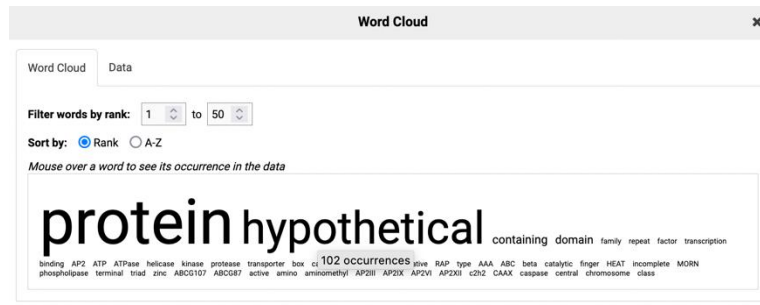 Word Cloud ✖
Word Cloud Data
Filter words by rank: 1 to 50
Sort by: Rank A-Z
Mouse over a word to see its occurrence in the data
protein hypothetical containing domain family repeat factor transcription
102 occurrences
binding AP2 ATP ATPase helicase kinase protease transporter box RAP type AAA ABC beta catalytic finger HEAT incomplete MORN
phospholipase terminal triad zinc ABCG107 ABCG87 active amino aminomethyl AP2III AP2IX AP2VI AP2XII c2h2 CAAX caspase central chromosome class